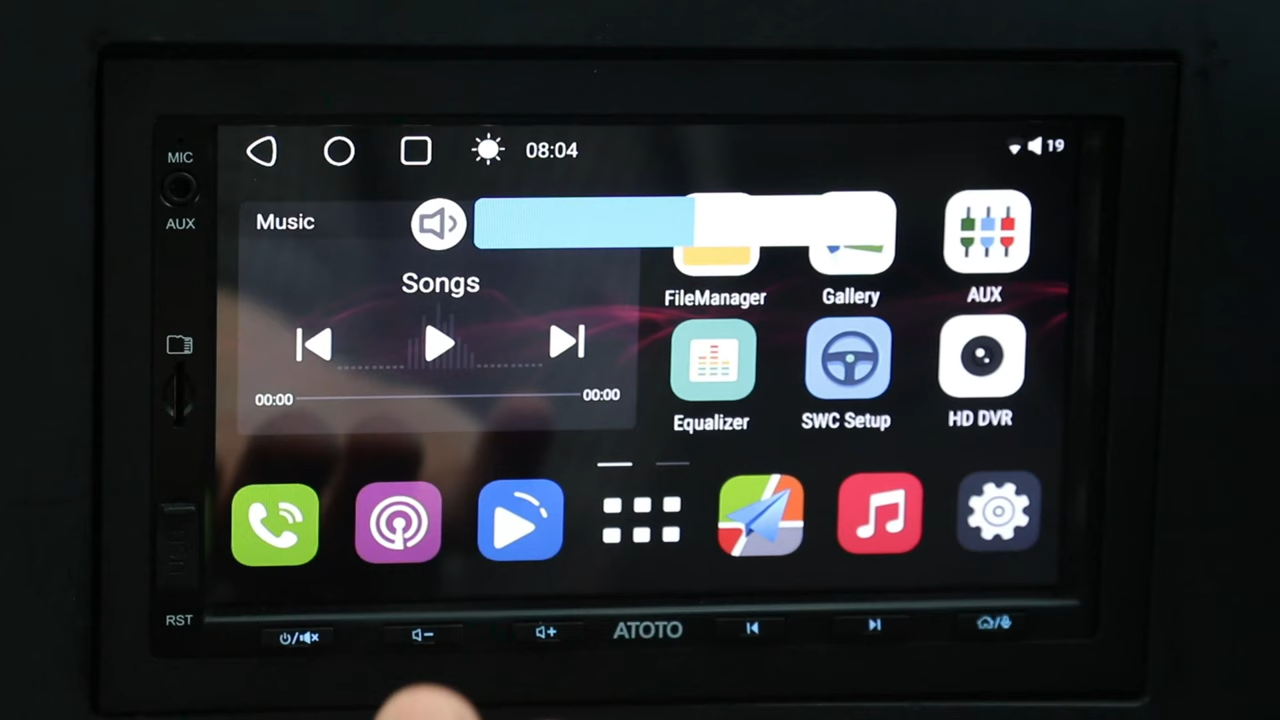 MIC
AUX
RST
08:04
19
Music
Songs
00:00
00:00
FileManager
Gallery
AUX
Equalizer
SWC Setup
HD DVR
ATOTO